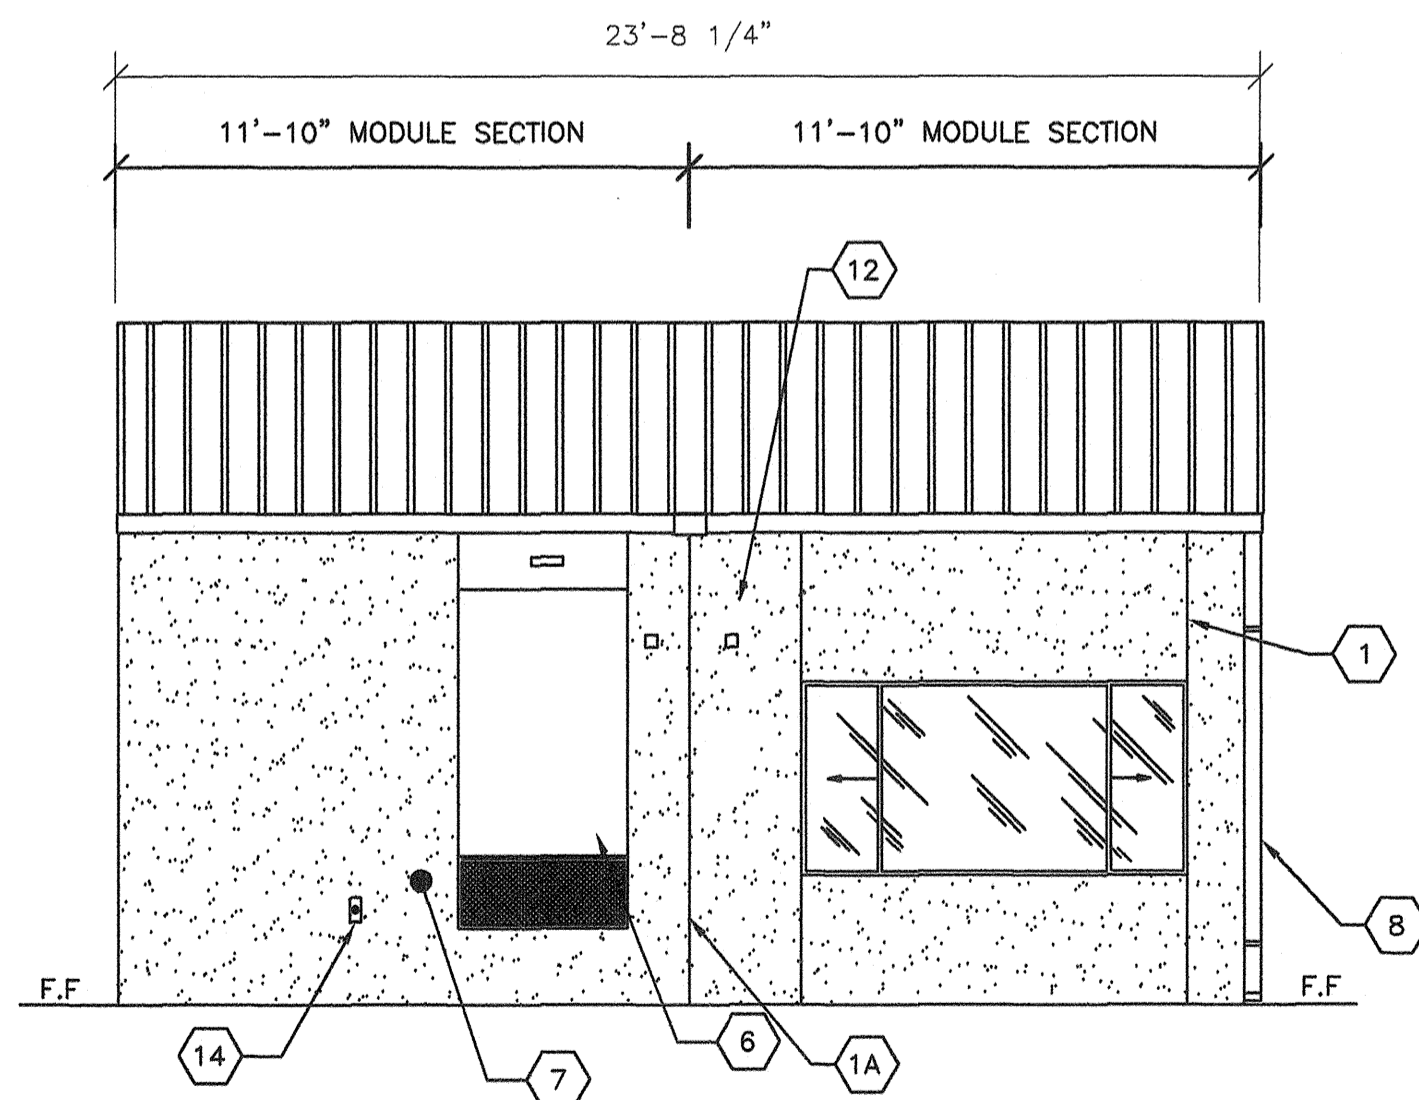 23'-8 1/4"
11'-10" MODULE SECTION
11'-10" MODULE SECTION
12
1
8
F.F
F.F
14
7
6
1A